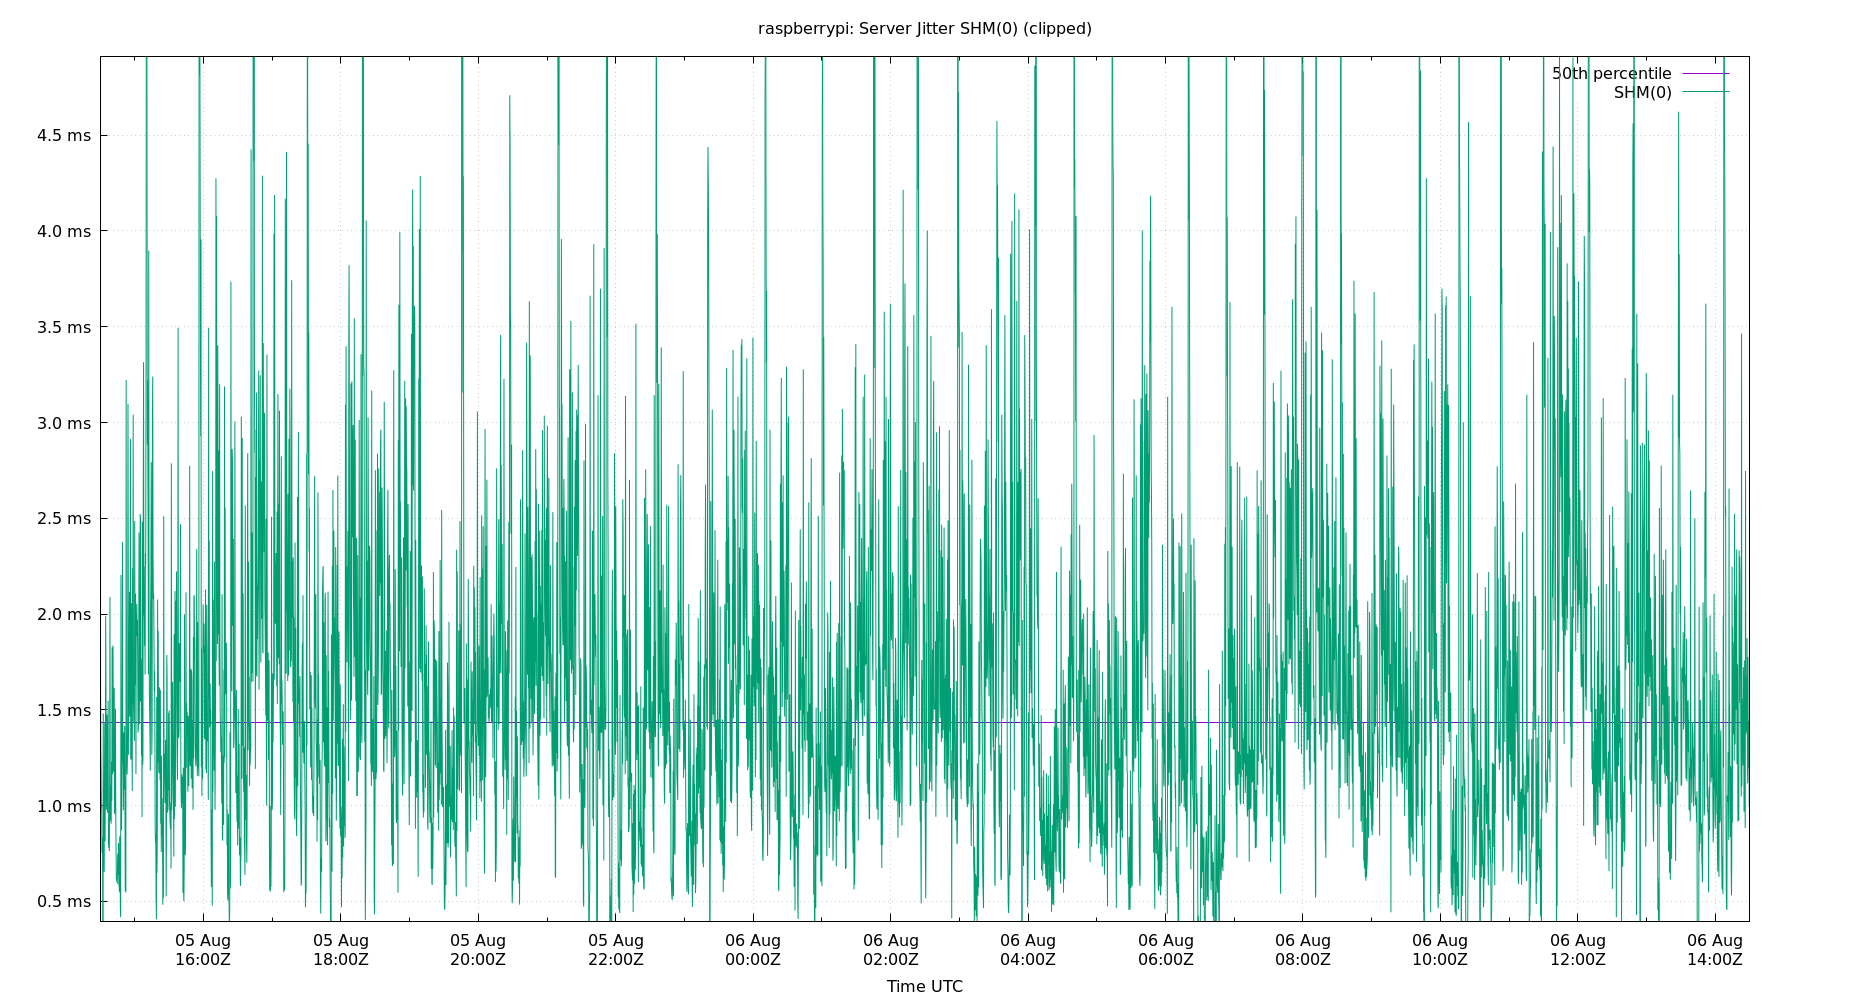 raspberrypi: Server Jitter SHM(0) (clipped)
50th percentile
SHM(0)
4.5 ms
4.0 ms
3.5 ms
3.0 ms
2.5 ms
2.0 ms
1.5 ms
1.0 ms
0.5 ms
05 Aug 05 Aug 05 Aug 05 Aug 06 Aug 06 Aug 06 Aug 06 Aug 06 Aug 06 Aug 06 Aug 06 Aug
16:00Z 18:00Z 20:00Z 22:00Z 00:00Z 02:00Z 04:00Z 06:00Z 08:00Z 10:00Z 12:00Z 14:00Z
Time UTC